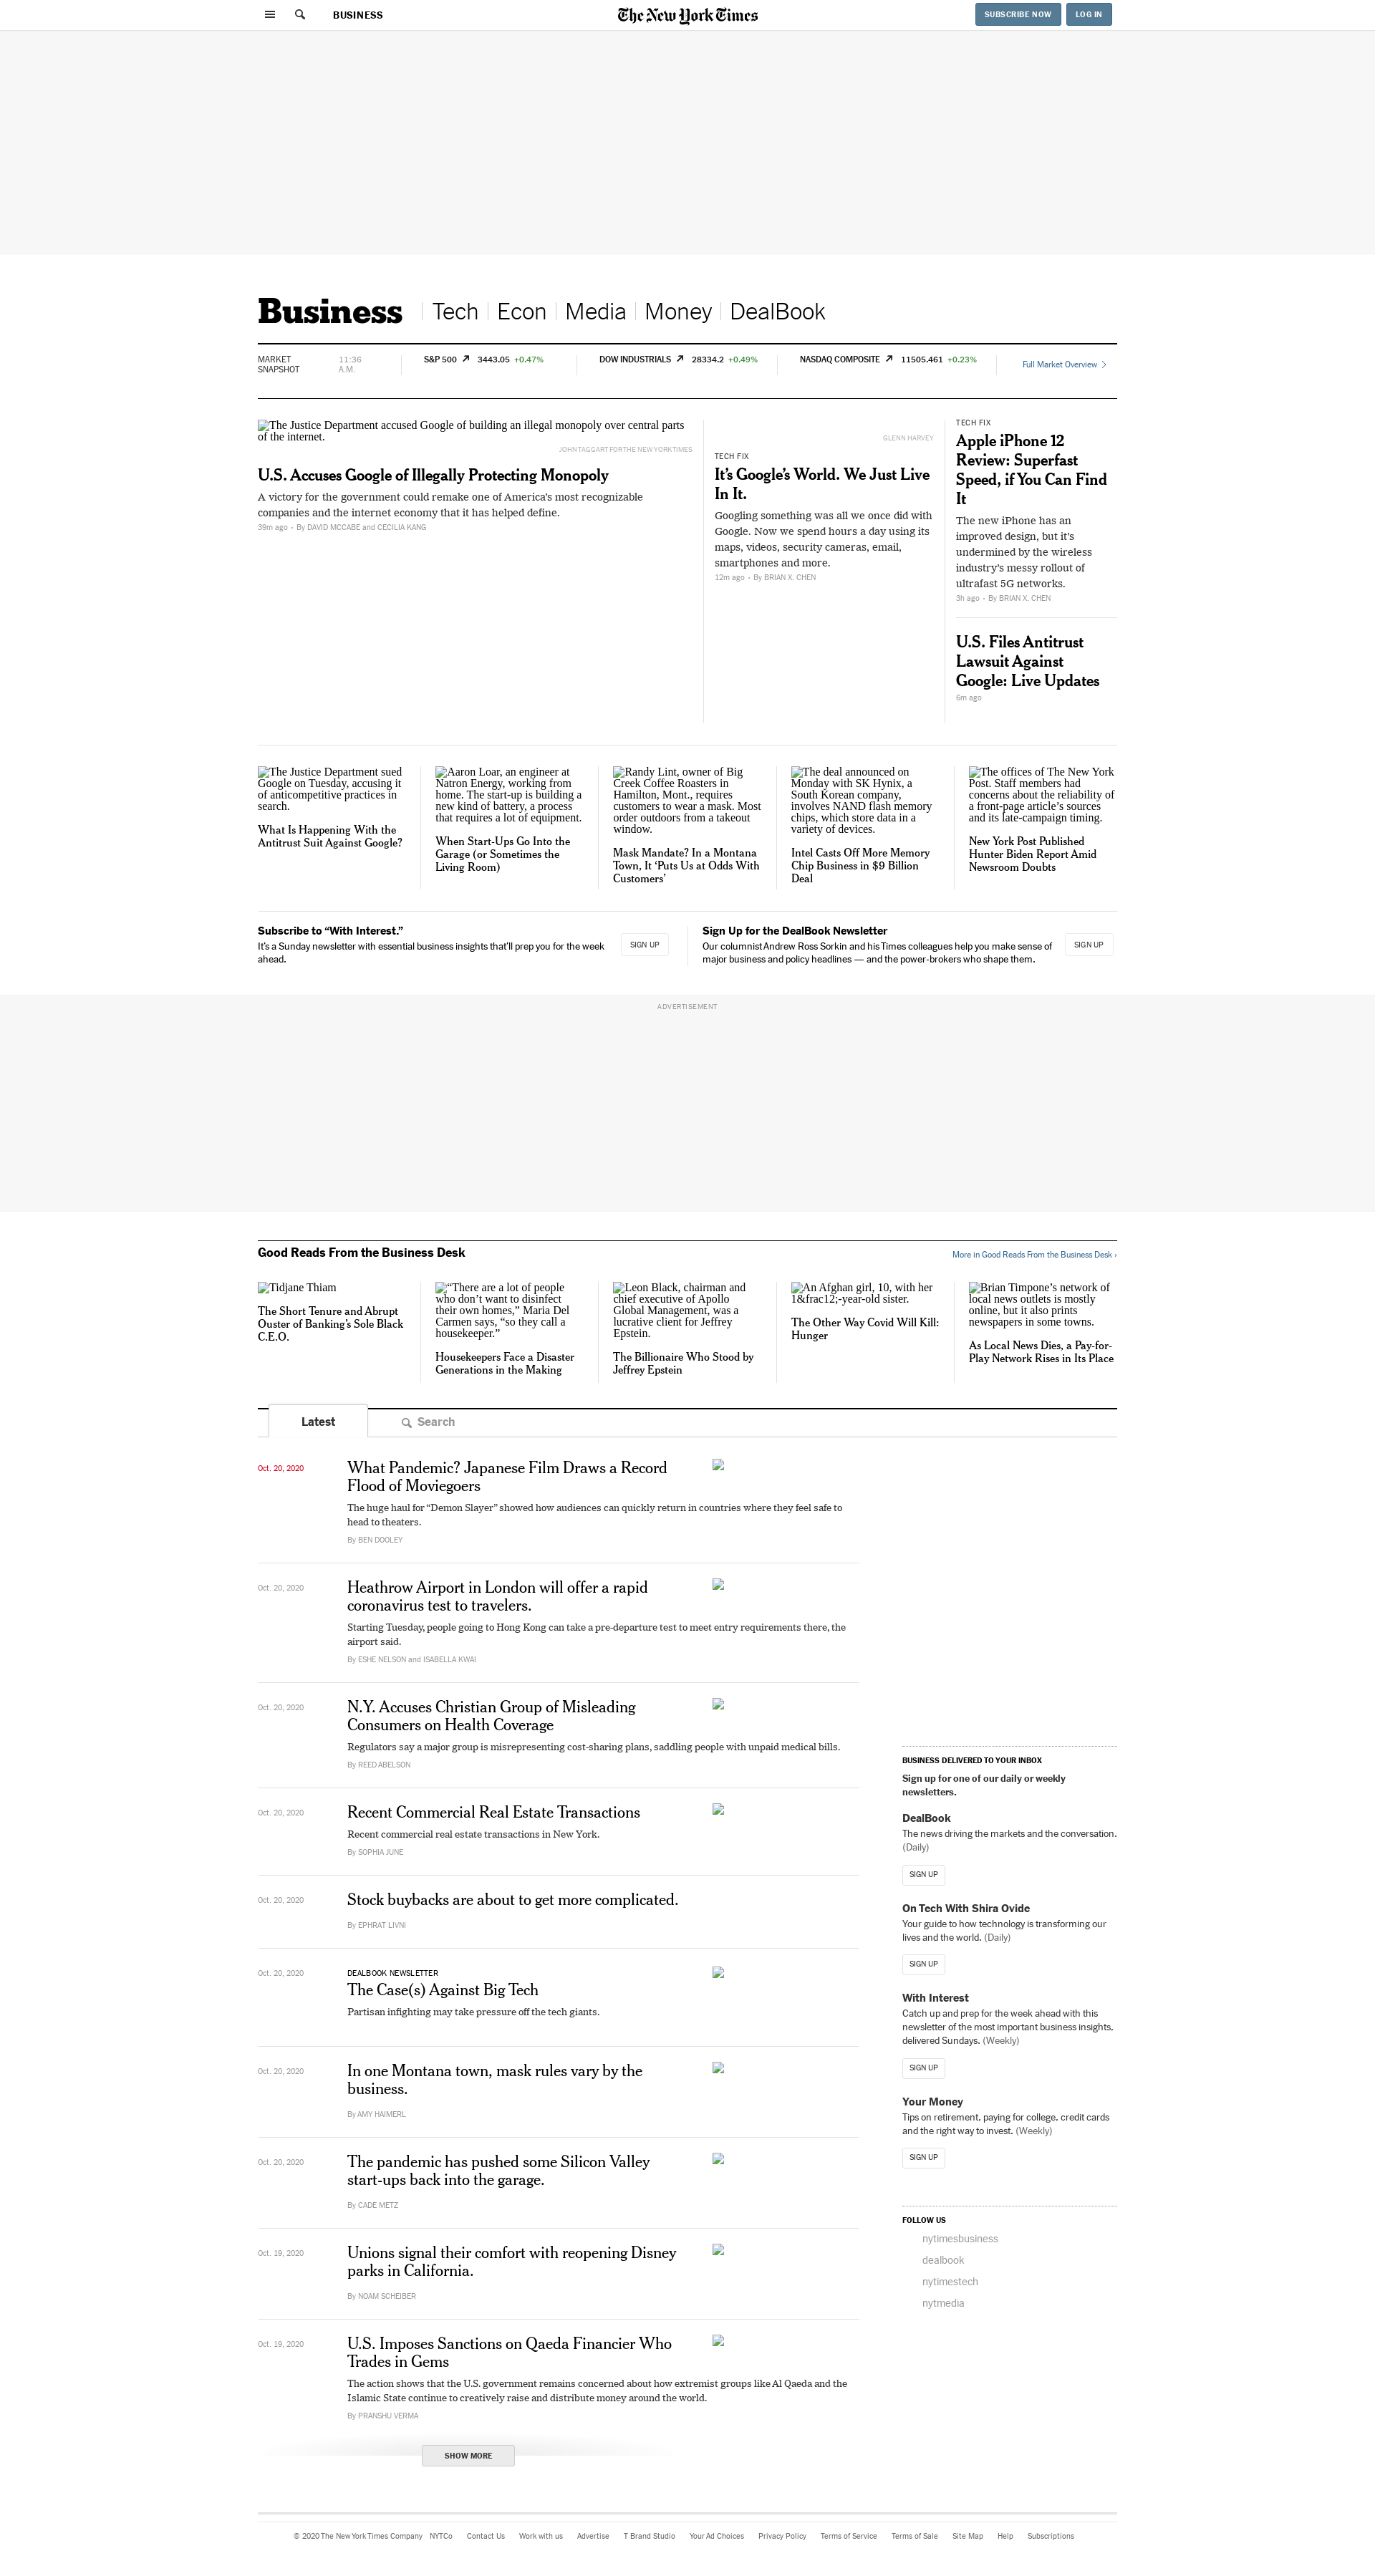 BUSINESS
The New York Times
SUBSCRIBE NOW
LOG IN
Business
Tech
Econ
Media
Money
DealBook
MARKET
SNAPSHOT
11:36
A.M.
S&P 500 3443.05 +0.47%
DOW INDUSTRIALS 28334.2 +0.49%
NASDAQ COMPOSITE 11505.461 +0.23%
Full Market Overview
The Justice Department accused Google of building an illegal monopoly over central parts
of the internet.
JOHN TAGGART FOR THE NEW YORK TIMES
U.S. Accuses Google of Illegally Protecting Monopoly
A victory for the government could remake one of America's most recognizable
companies and the internet economy that it has helped define.
39m ago - By DAVID MCCABE and CECILIA KANG
GLENN HARVEY
TECH FIX
It's Google's World. We Just Live
In It.
Googling something was all we once did with
Google. Now we spend hours a day using its
maps, videos, security cameras, email,
smartphones and more.
12m ago - By BRIAN X. CHEN
TECH FIX
Apple iPhone 12
Review: Superfast
Speed, if You Can Find
It
The new iPhone has an
improved design, but it's
undermined by the wireless
industry's messy rollout of
ultrafast 5G networks.
3h ago - By BRIAN X. CHEN
U.S. Files Antitrust
Lawsuit Against
Google: Live Updates
6m ago
The Justice Department sued
Google on Tuesday, accusing it
of anticompetitive practices in
search.
What Is Happening With the
Antitrust Suit Against Google?
Aaron Loar, an engineer at
Natron Energy, working from
home. The start-up is building a
new kind of battery, a process
that requires a lot of equipment.
When Start-Ups Go Into the
Garage (or Sometimes the
Living Room)
Randy Lint, owner of Big
Creek Coffee Roasters in
Hamilton, Mont., requires
customers to wear a mask. Most
order outdoors from a takeout
window.
Mask Mandate? In a Montana
Town, It 'Puts Us at Odds With
Customers'
The deal announced on
Monday with SK Hynix, a
South Korean company,
involves NAND flash memory
chips, which store data in a
variety of devices.
Intel Casts Off More Memory
Chip Business in $9 Billion
Deal
The offices of The New York
Post. Staff members had
concerns about the reliability of
a front-page article's sources
and its late-campaign timing.
New York Post Published
Hunter Biden Report Amid
Newsroom Doubts
Subscribe to “With Interest.”
It's a Sunday newsletter with essential business insights that'll prep you for the week
ahead.
SIGN UP
Sign Up for the DealBook Newsletter
Our columnist Andrew Ross Sorkin and his Times colleagues help you make sense of
major business and policy headlines — and the power-brokers who shape them.
SIGN UP
ADVERTISEMENT
Good Reads From the Business Desk
More in Good Reads From the Business Desk ›
Tidjane Thiam
The Short Tenure and Abrupt
Ouster of Banking's Sole Black
C.E.O.
“There are a lot of people
who don't want to disinfect
their own homes,” Maria Del
Carmen says, “so they call a
housekeeper.”
Housekeepers Face a Disaster
Generations in the Making
Leon Black, chairman and
chief executive of Apollo
Global Management, was a
lucrative client for Jeffrey
Epstein.
The Billionaire Who Stood by
Jeffrey Epstein
An Afghan girl, 10, with her
1&frac12;-year-old sister.
The Other Way Covid Will Kill:
Hunger
Brian Timpone's network of
local news outlets is mostly
online, but it also prints
newspapers in some towns.
As Local News Dies, a Pay-for-
Play Network Rises in Its Place
Latest
Search
Oct. 20, 2020
What Pandemic? Japanese Film Draws a Record
Flood of Moviegoers
The huge haul for “Demon Slayer” showed how audiences can quickly return in countries where they feel safe to
head to theaters.
By BEN DOOLEY
Oct. 20, 2020
Heathrow Airport in London will offer a rapid
coronavirus test to travelers.
Starting Tuesday, people going to Hong Kong can take a pre-departure test to meet entry requirements there, the
airport said.
By ESHE NELSON and ISABELLA KWAI
Oct. 20, 2020
N.Y. Accuses Christian Group of Misleading
Consumers on Health Coverage
Regulators say a major group is misrepresenting cost-sharing plans, saddling people with unpaid medical bills.
By REED ABELSON
Oct. 20, 2020
Recent Commercial Real Estate Transactions
Recent commercial real estate transactions in New York.
By SOPHIA JUNE
Oct. 20, 2020
Stock buybacks are about to get more complicated.
By EPHRAT LIVNI
Oct. 20, 2020
DEALBOOK NEWSLETTER
The Case(s) Against Big Tech
Partisan infighting may take pressure off the tech giants.
Oct. 20, 2020
In one Montana town, mask rules vary by the
business.
By AMY HAIMERL
Oct. 20, 2020
The pandemic has pushed some Silicon Valley
start-ups back into the garage.
By CADE METZ
Oct. 19, 2020
Unions signal their comfort with reopening Disney
parks in California.
By NOAM SCHEIBER
Oct. 19, 2020
U.S. Imposes Sanctions on Qaeda Financier Who
Trades in Gems
The action shows that the U.S. government remains concerned about how extremist groups like Al Qaeda and the
Islamic State continue to creatively raise and distribute money around the world.
By PRANSHU VERMA
SHOW MORE
BUSINESS DELIVERED TO YOUR INBOX
Sign up for one of our daily or weekly
newsletters.
DealBook
The news driving the markets and the conversation.
(Daily)
SIGN UP
On Tech With Shira Ovide
Your guide to how technology is transforming our
lives and the world. (Daily)
SIGN UP
With Interest
Catch up and prep for the week ahead with this
newsletter of the most important business insights,
delivered Sundays. (Weekly)
SIGN UP
Your Money
Tips on retirement, paying for college, credit cards
and the right way to invest. (Weekly)
SIGN UP
FOLLOW US
nytimesbusiness
dealbook
nytimestech
nytmedia
© 2020 The New York Times Company NYTCo Contact Us Work with us Advertise T Brand Studio Your Ad Choices Privacy Policy Terms of Service Terms of Sale Site Map Help Subscriptions